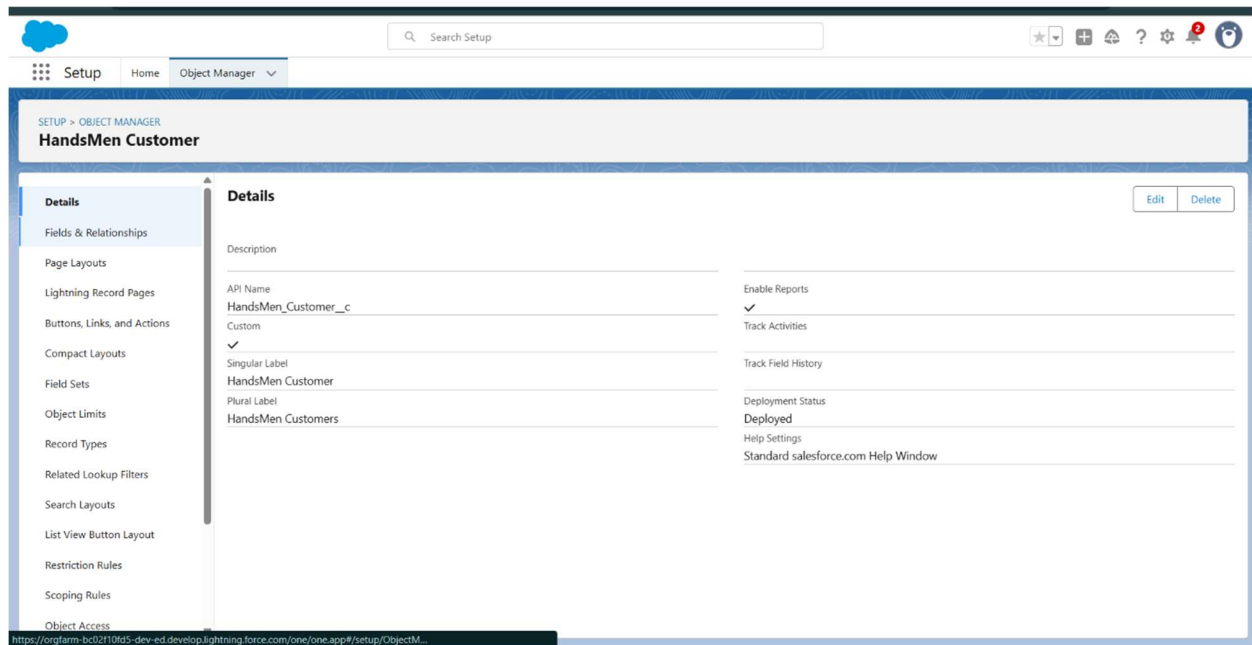 Search Setup
2
Setup
Home
Object Manager
SETUP > OBJECT MANAGER
HandsMen Customer
Details
Fields & Relationships
Page Layouts
Lightning Record Pages
Buttons, Links, and Actions
Compact Layouts
Field Sets
Object Limits
Record Types
Related Lookup Filters
Search Layouts
List View Button Layout
Restriction Rules
Scoping Rules
Object Access
Details
Edit
Delete
Description
API Name
HandsMen_Customer__c
Custom
Singular Label
HandsMen Customer
Plural Label
HandsMen Customers
Enable Reports
Track Activities
Track Field History
Deployment Status
Deployed
Help Settings
Standard salesforce.com Help Window
https://orgfarm-bc02f10fd5-dev-ed.develop.lightning.force.com/one/one.app#/setup/ObjectM...